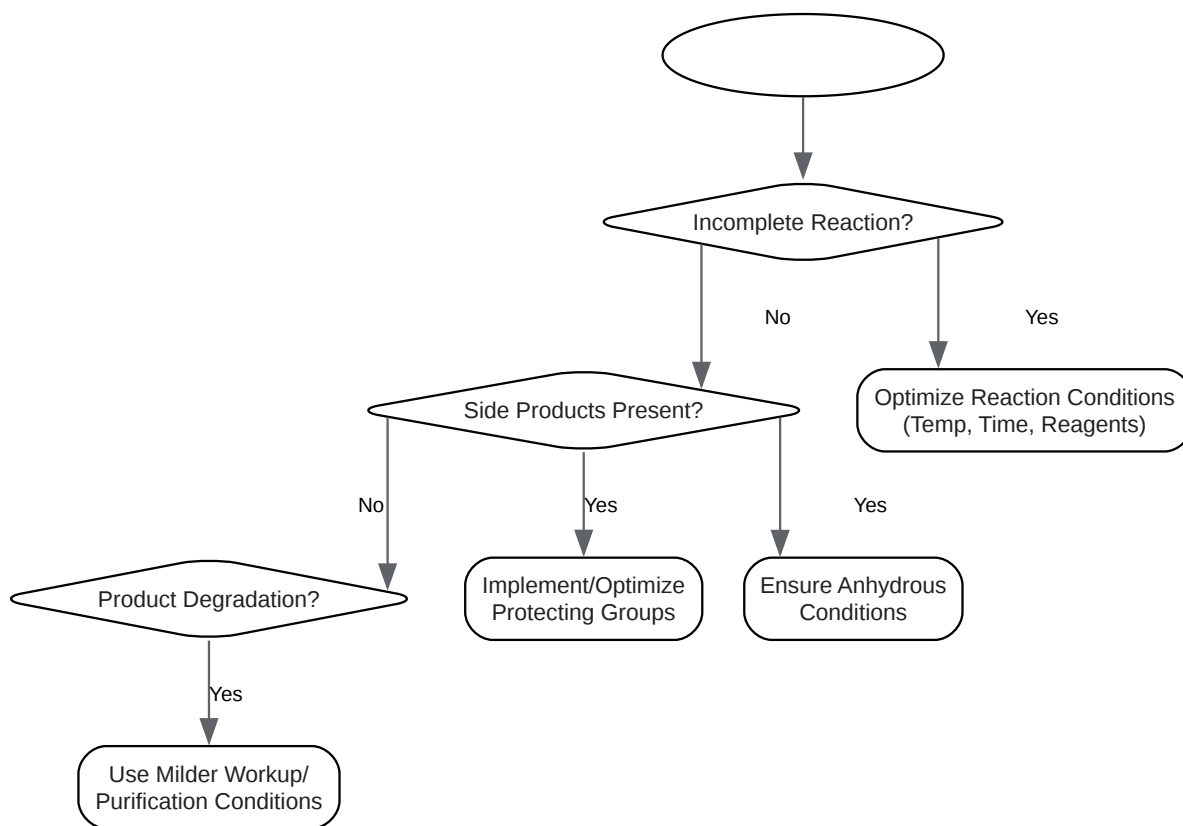 Incomplete Reaction?
No
Yes
Optimize Reaction Conditions
(Temp, Time, Reagents)
Side Products Present?
No
Yes
Yes
Implement/Optimize
Protecting Groups
Ensure Anhydrous
Conditions
Product Degradation?
Yes
Use Milder Workup/
Purification Conditions